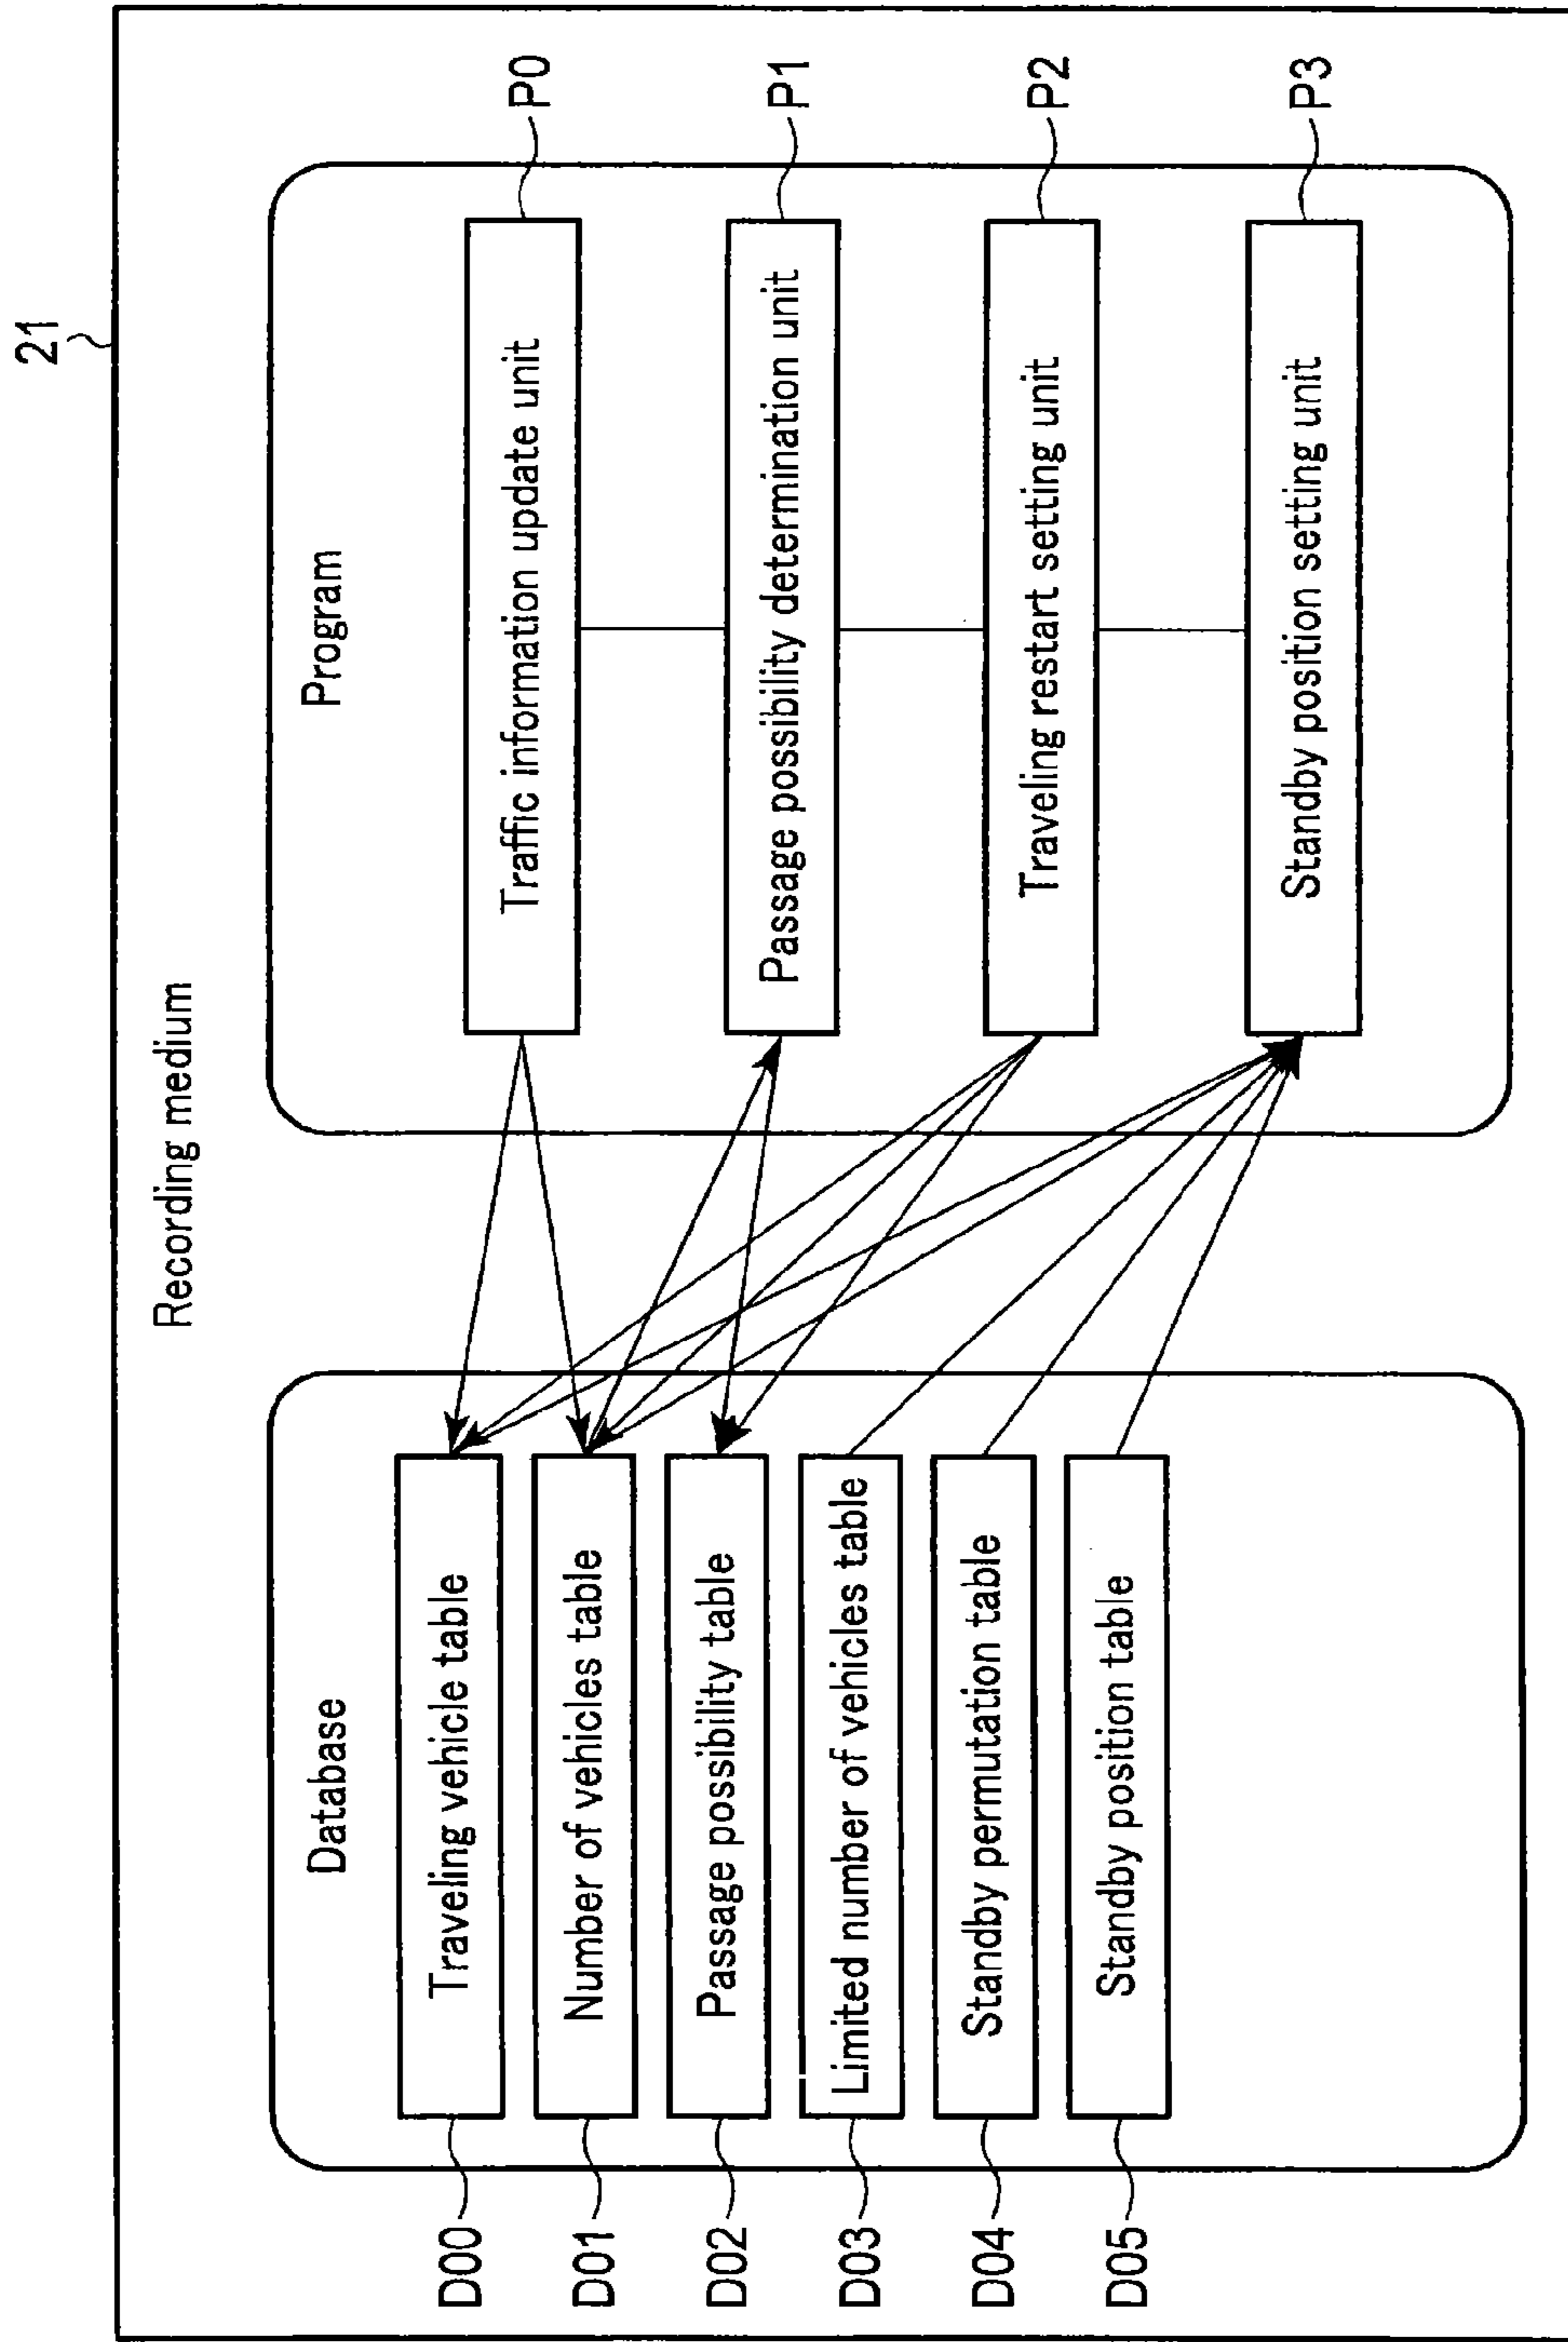 21
Recording medium
Database
D00
Traveling vehicle table
D01
Number of vehicles table
D02
Passage possibility table
D03
Limited number of vehicles table
D04
Standby permutation table
D05
Standby position table
Program
Traffic information update unit
P0
Passage possibility determination unit
P1
Traveling restart setting unit
P2
Standby position setting unit
P3